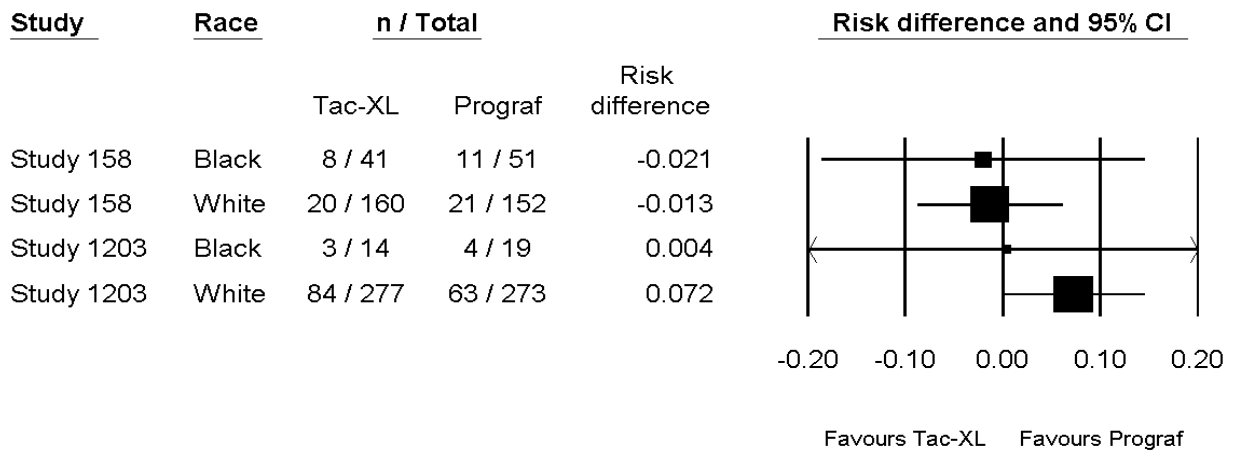 Study Race n / Total Risk difference and 95% CI
Risk
Tac-XL Prograf difference
Study 158 Black 8 / 41 11 / 51 -0.021
Study 158 White 20 / 160 21 / 152 -0.013
Study 1203 Black 3 / 14 4 / 19 0.004
Study 1203 White 84 / 277 63 / 273 0.072
-0.20 -0.10 0.00 0.10 0.20
Favours Tac-XL Favours Prograf